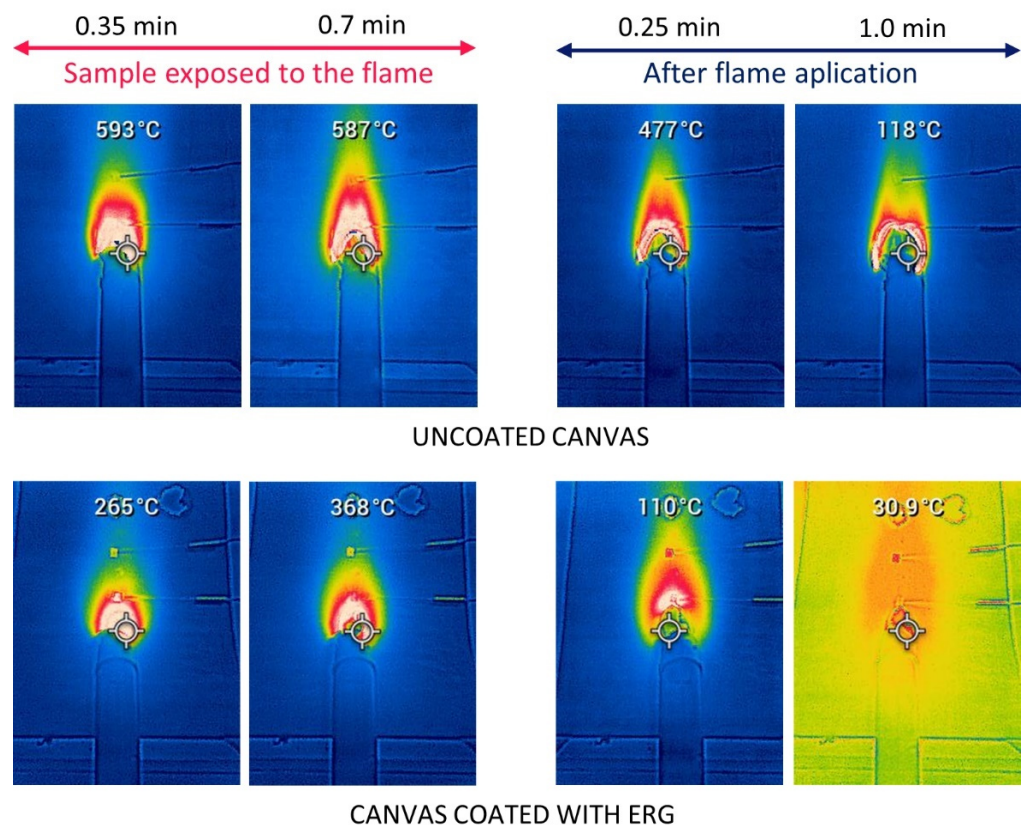 0.35 min 0.7 min 0.25 min 1.0 min
Sample exposed to the flame After flame aplication
593°C 587°C 477°C 118°C
UNCOATED CANVAS
265°C 368°C 110°C 30.9°C
CANVAS COATED WITH ERG